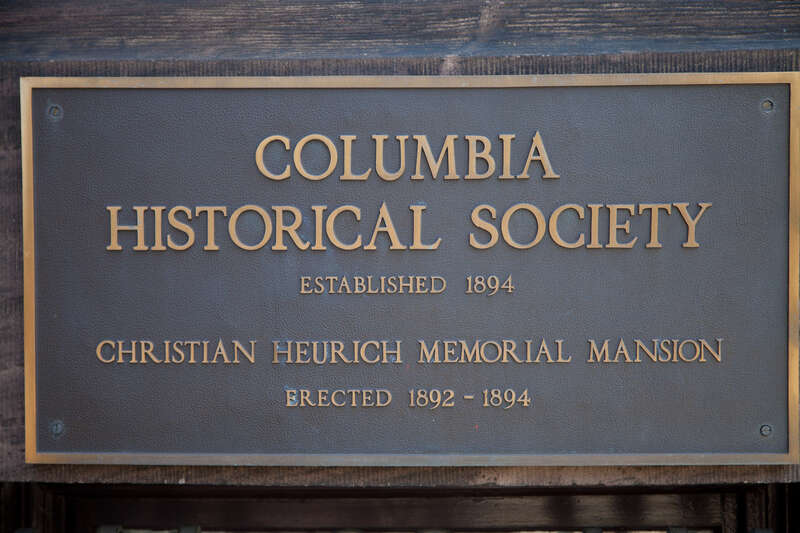 COLUMBIA
HISTORICAL SOCIETY
ESTABLISHED 1894
CHRISTIAN HEURICH MEMORIAL MANSION
ERECTED 1892 - 1894